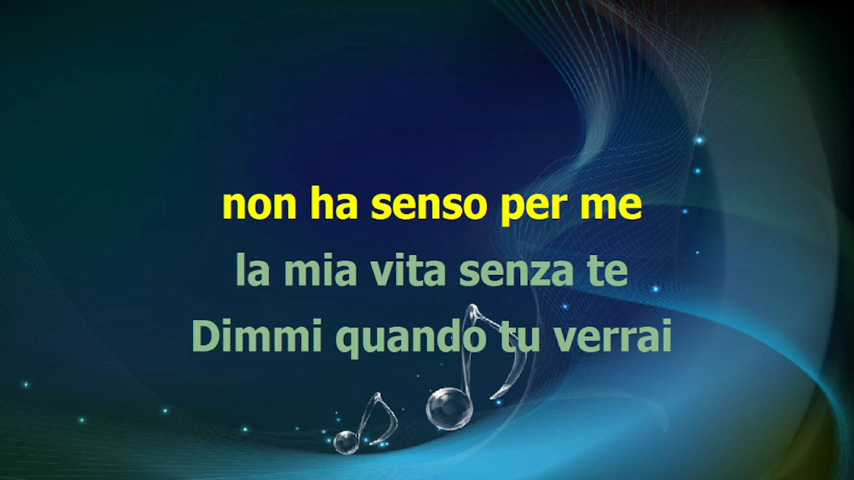 non ha senso per me
la mia vita senza te
Dimmi quando tu verrai